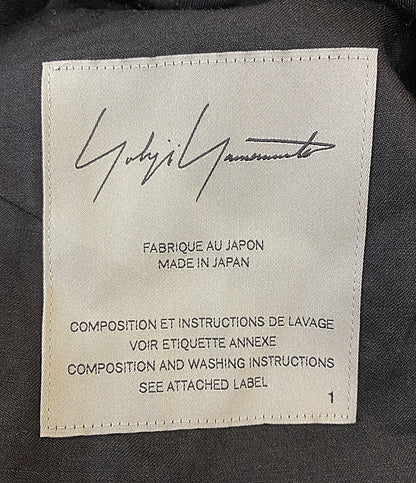 Yohji Yamamoto
FABRIQUE AU JAPON
MADE IN JAPAN
COMPOSITION ET INSTRUCTIONS DE LAVAGE
VOIR ETIQUETTE ANNEXE
COMPOSITION AND WASHING INSTRUCTIONS
SEE ATTACHED LABEL
1